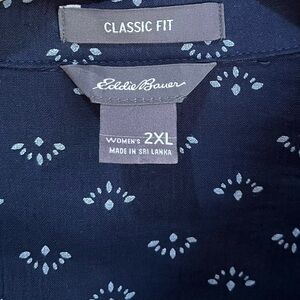 CLASSIC FIT
Eddie Bauer
WOMEN'S 2XL
MADE IN SRI LANKA